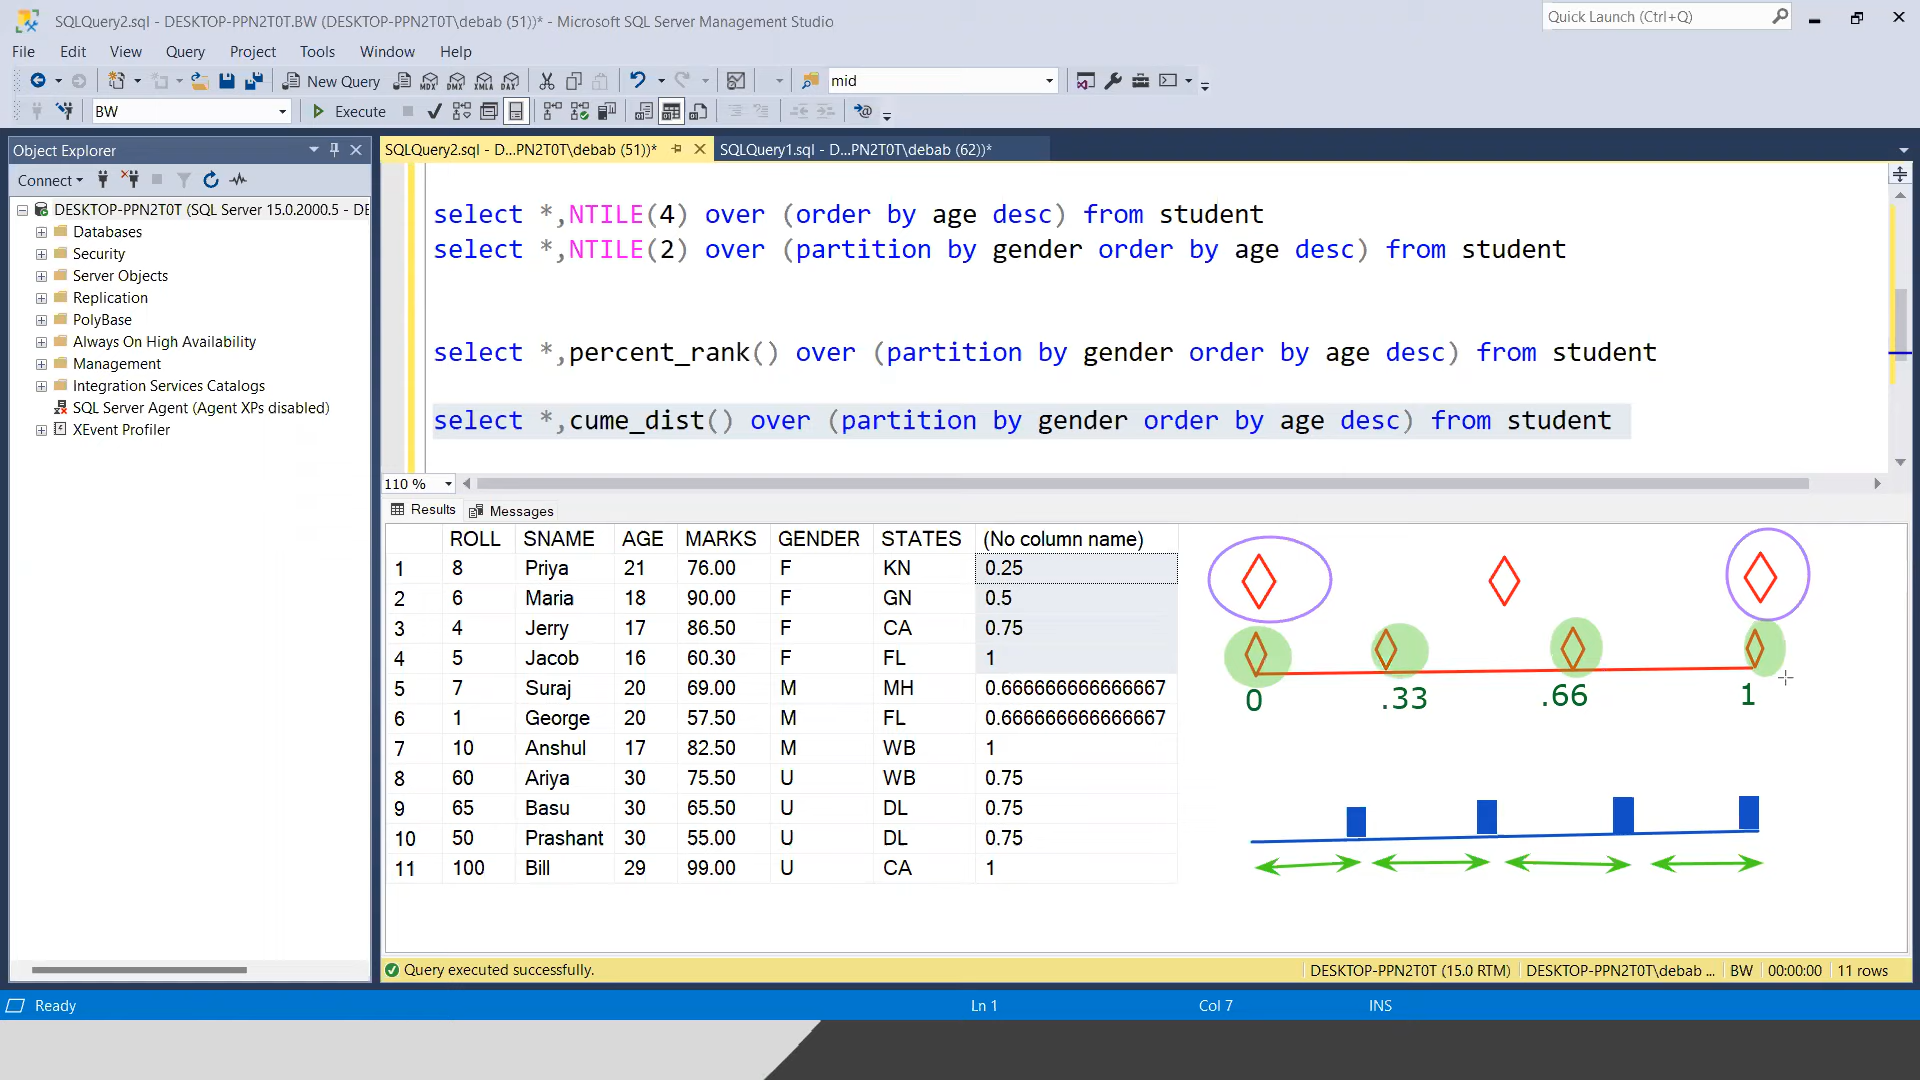 SQLQuery2.sql - DESKTOP-PPN2T0T.BW (DESKTOP-PPN2T0T\debab (51))* - Microsoft SQL Server Management Studio
Quick Launch (Ctrl+Q)
File Edit View Query Project Tools Window Help
New Query MDX DMX XMLA DAX mid
BW Execute
Object Explorer
SQLQuery2.sql - D...PN2T0T\debab (51))*
SQLQuery1.sql - D...PN2T0T\debab (62))*
Connect
DESKTOP-PPN2T0T (SQL Server 15.0.2000.5 - DE
Databases
Security
Server Objects
Replication
PolyBase
Always On High Availability
Management
Integration Services Catalogs
SQL Server Agent (Agent XPs disabled)
XEvent Profiler
select *,NTILE(4) over (order by age desc) from student
select *,NTILE(2) over (partition by gender order by age desc) from student
select *,percent_rank() over (partition by gender order by age desc) from student
select *,cume_dist() over (partition by gender order by age desc) from student
110 %
Results Messages
ROLL SNAME AGE MARKS GENDER STATES (No column name)
1 8 Priya 21 76.00 F KN 0.25
2 6 Maria 18 90.00 F GN 0.5
3 4 Jerry 17 86.50 F CA 0.75
4 5 Jacob 16 60.30 F FL 1
5 7 Suraj 20 69.00 M MH 0.666666666666667
6 1 George 20 57.50 M FL 0.666666666666667
7 10 Anshul 17 82.50 M WB 1
8 60 Ariya 30 75.50 U WB 0.75
9 65 Basu 30 65.50 U DL 0.75
10 50 Prashant 30 55.00 U DL 0.75
11 100 Bill 29 99.00 U CA 1
0 .33 .66 1
Query executed successfully.
DESKTOP-PPN2T0T (15.0 RTM) DESKTOP-PPN2T0T\debab ... BW 00:00:00 11 rows
Ready Ln 1 Col 7 INS